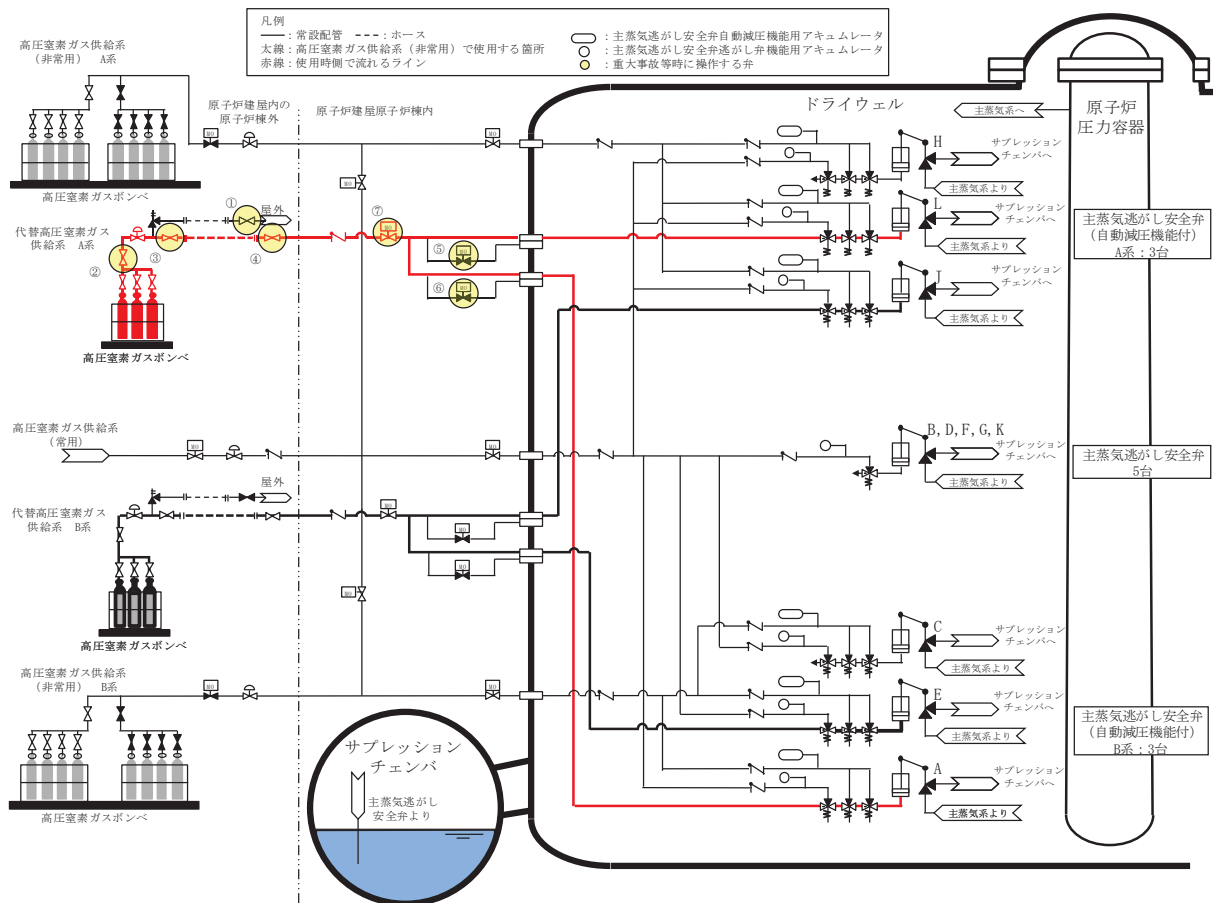 凡例
――：常設配管　----：ホース
太線：高圧窒素ガス供給系（非常用）で使用する箇所
赤線：使用時側で流れるライン
：主蒸気逃がし安全弁自動減圧機能用アキュムレータ
：主蒸気逃がし安全弁逃がし弁機能用アキュムレータ
：重大事故等時に操作する弁
高圧窒素ガス供給系
（非常用）　A系
原子炉建屋内の
原子炉棟外
原子炉建屋原子炉棟内
ドライウェル
主蒸気系へ
原子炉
圧力容器
MO
MO
MO
高圧窒素ガスボンベ
H
サプレッション
チェンバへ
主蒸気系より
①
屋外
⑦
MO
代替高圧窒素ガス
供給系　A系
②
③
④
⑤
MO
⑥
MO
L
サプレッション
チェンバへ
主蒸気系より
主蒸気逃がし安全弁
（自動減圧機能付）
A系：3台
J
サプレッション
チェンバへ
主蒸気系より
高圧窒素ガスボンベ
高圧窒素ガス供給系
（常用）
MO
MO
B, D, F, G, K
サプレッション
チェンバへ
主蒸気系より
主蒸気逃がし安全弁
5台
屋外
代替高圧窒素ガス
供給系　B系
MO
MO
MO
MO
高圧窒素ガスボンベ
C
サプレッション
チェンバへ
主蒸気系より
高圧窒素ガス供給系
（非常用）　B系
MO
MO
E
サプレッション
チェンバへ
主蒸気系より
主蒸気逃がし安全弁
（自動減圧機能付）
B系：3台
サプレッション
チェンバ
主蒸気逃がし
安全弁より
A
サプレッション
チェンバへ
主蒸気系より
高圧窒素ガスボンベ